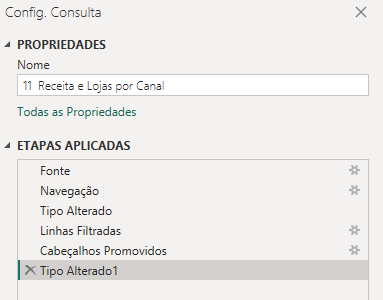 Config. Consulta
PROPRIEDADES
Nome
11 Receita e Lojas por Canal
Todas as Propriedades
ETAPAS APLICADAS
Fonte
Navegação
Tipo Alterado
Linhas Filtradas
Cabeçalhos Promovidos
Tipo Alterado1